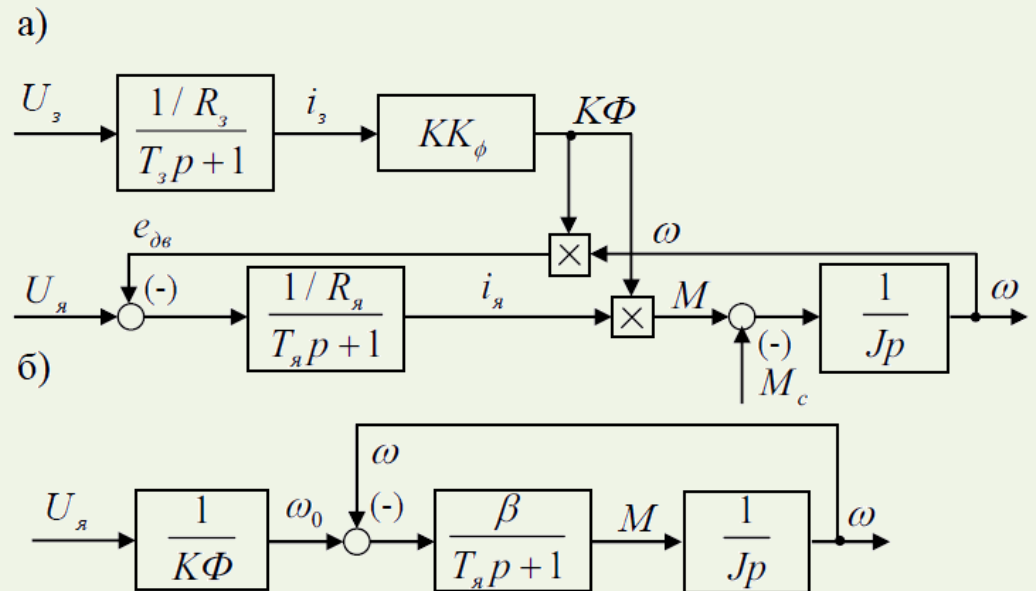 а)
U_з
1 / R_з
T_з p + 1
i_з
KK_ϕ
KΦ
e_дв
×
ω
U_я
(-)
1 / R_я
T_я p + 1
i_я
×
M
(-)
M_c
1
Jp
ω
б)
U_я
1
KΦ
ω_0
ω
(-)
β
T_я p + 1
M
1
Jp
ω